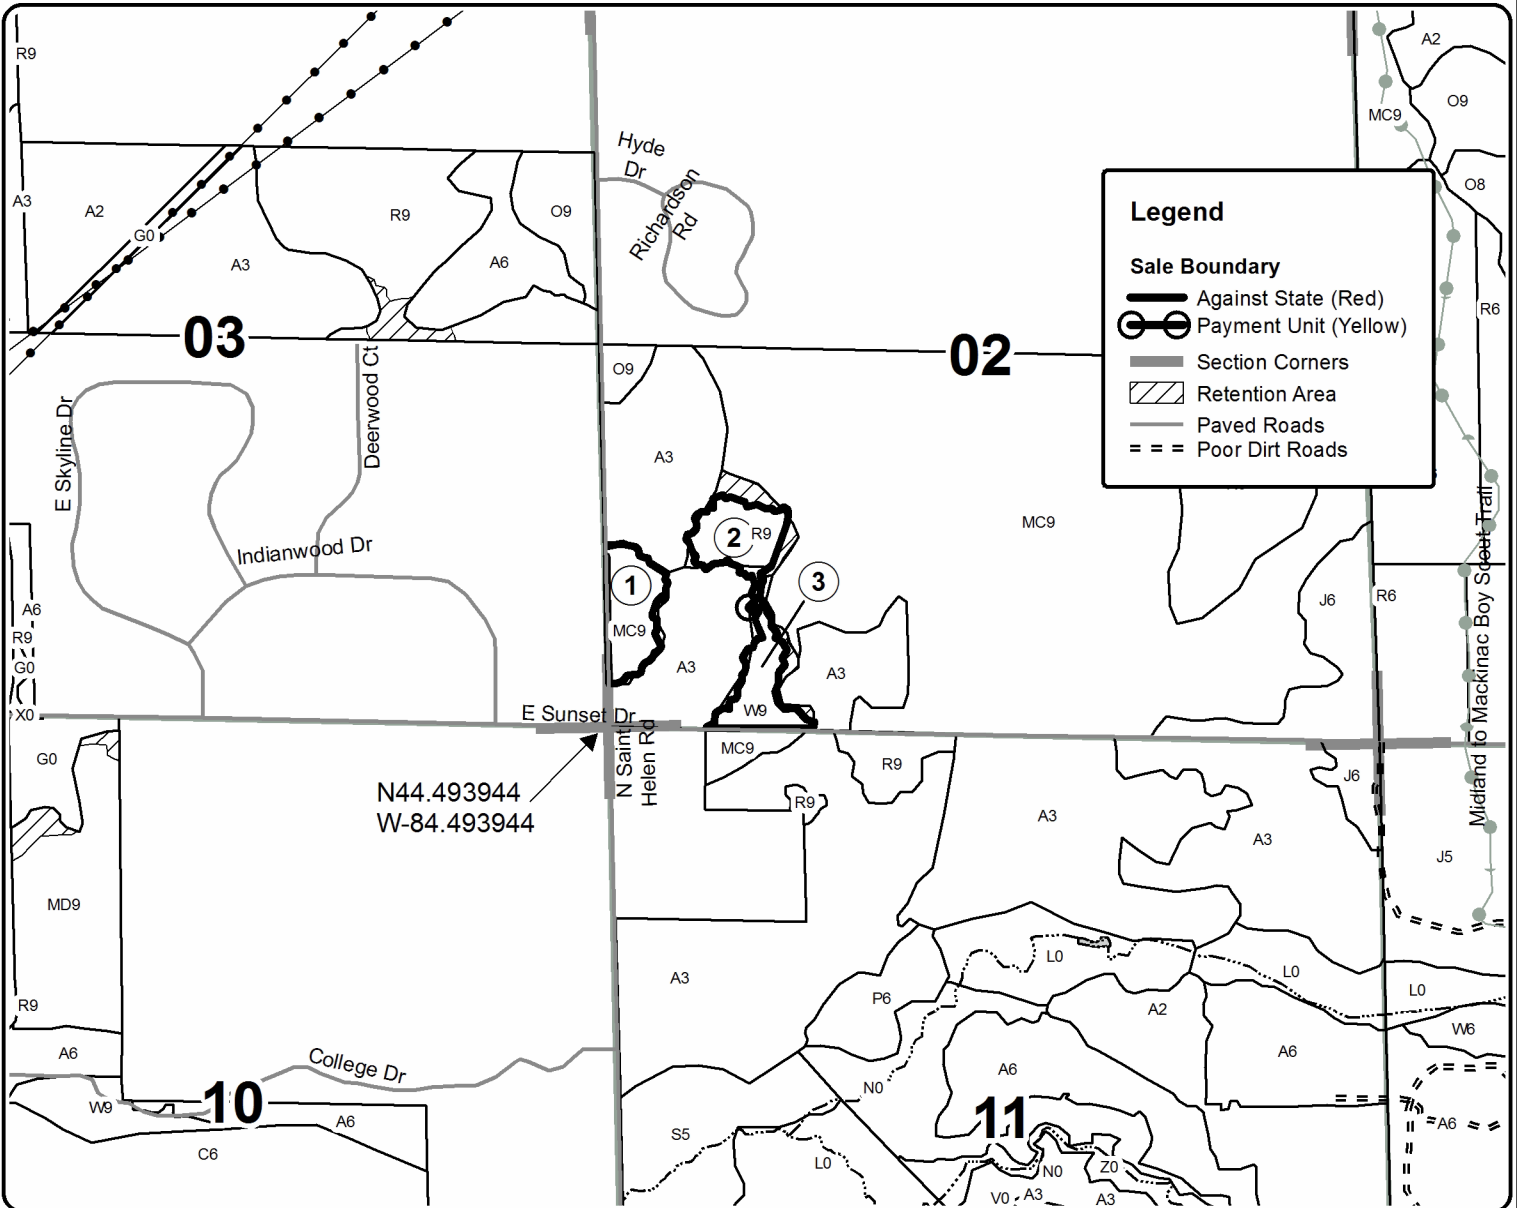 R9
A2
MC9
O9
Hyde
Dr
Richardson
Rd
O8
A3
A2
R9
O9
G0
A3
A6
Legend
Sale Boundary
Against State (Red)
Payment Unit (Yellow)
Section Corners
Retention Area
Paved Roads
Poor Dirt Roads
R6
03
02
O9
E Skyline Dr
Deerwood Ct
A3
MC9
2
R9
Indianwood Dr
1
3
MC9
A3
A3
J6
R6
A6
R9
G0
X0
Midland to Mackinac Boy Scout Trail
W9
E Sunset Dr
N Saint
Helen Rd
MC9
R9
R9
G0
N44.493944
W-84.493944
J6
A3
A3
J5
MD9
R9
A3
P6
L0
L0
L0
A2
W6
A6
A6
A6
College Dr
N0
W9
10
A6
C6
S5
L0
11
N0
Z0
V0
A3
A3
A6